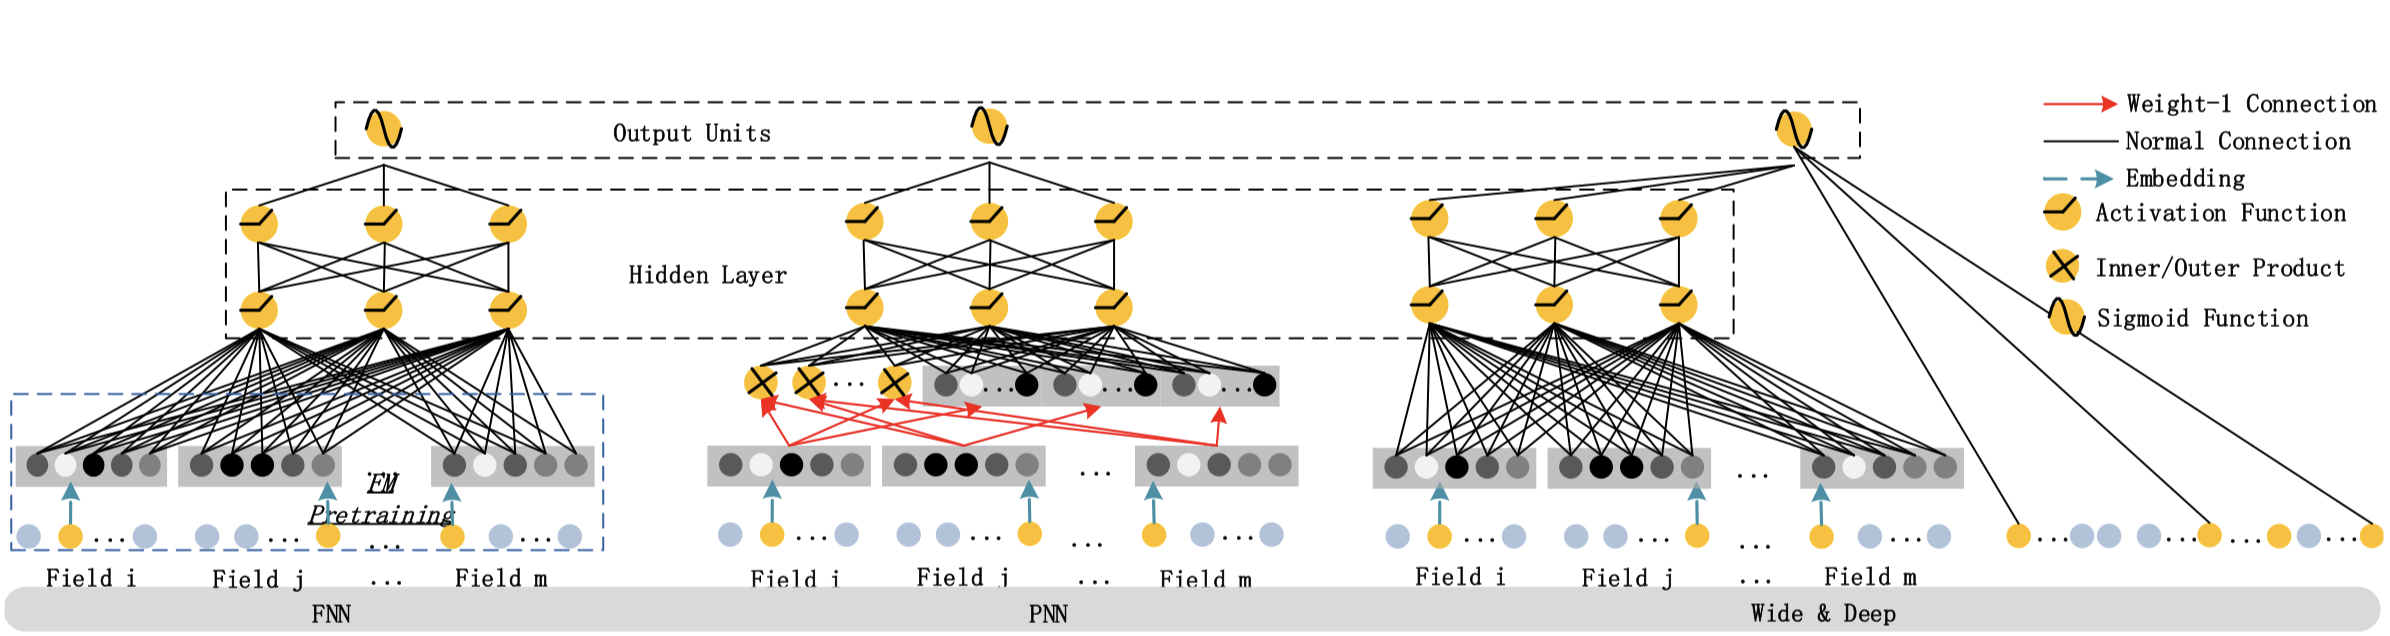 Output Units
Hidden Layer
Weight-1 Connection
Normal Connection
Embedding
Activation Function
Inner/Outer Product
Sigmoid Function
...
FM
Pretraining
... ... ... ...
Field i Field j ... Field m
FNN
... ...
...
... ... ... ...
Field i Field j ... Field m
PNN
...
... ... ... ... ... ... ... ...
Field i Field j ... Field m
Wide & Deep